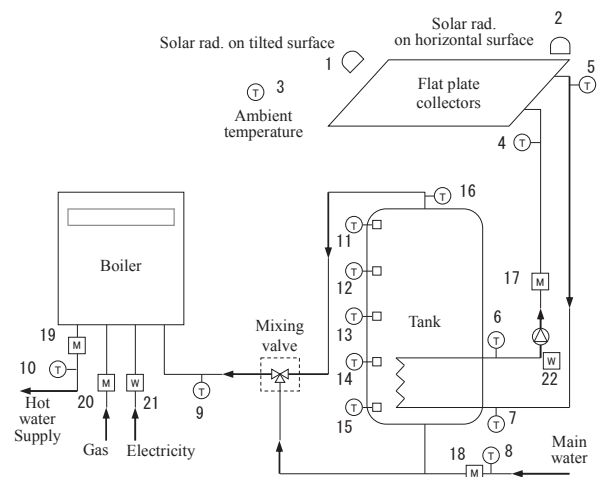 Solar rad. on tilted surface
1
Solar rad.
on horizontal surface
2
T
3
Ambient
temperature
Flat plate
collectors
T
5
4
T
T
16
Boiler
11
T
12
T
13
T
14
T
15
T
Tank
17
M
6
T
W
22
T
7
Mixing
valve
19
M
10
T
M
20
W
21
T
9
Hot
water
Supply
Gas
Electricity
18
M
T
8
Main
water